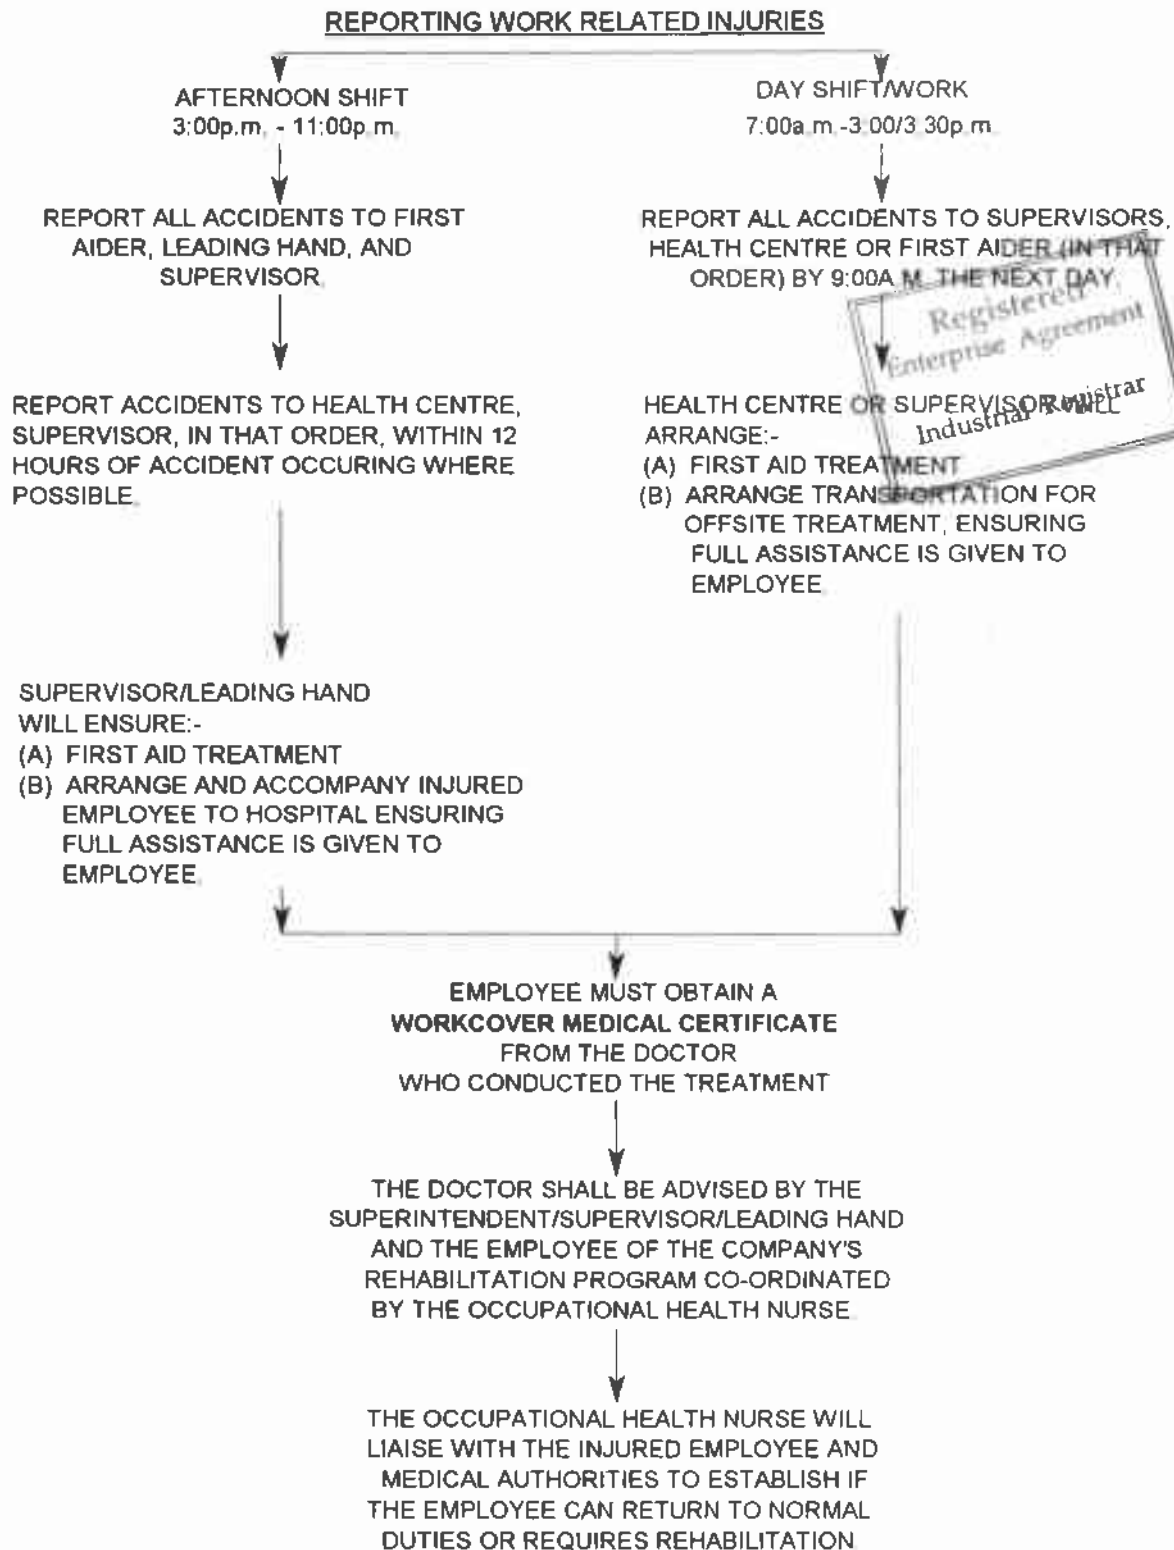 REPORTING WORK RELATED INJURIES
AFTERNOON SHIFT
3:00p.m. - 11:00p.m.
REPORT ALL ACCIDENTS TO FIRST
AIDER, LEADING HAND, AND
SUPERVISOR.
REPORT ACCIDENTS TO HEALTH CENTRE,
SUPERVISOR, IN THAT ORDER, WITHIN 12
HOURS OF ACCIDENT OCCURING WHERE
POSSIBLE.
SUPERVISOR/LEADING HAND
WILL ENSURE:-
(A) FIRST AID TREATMENT
(B) ARRANGE AND ACCOMPANY INJURED
EMPLOYEE TO HOSPITAL ENSURING
FULL ASSISTANCE IS GIVEN TO
EMPLOYEE.
DAY SHIFT/WORK
7:00a.m.-3:00/3.30p.m.
REPORT ALL ACCIDENTS TO SUPERVISORS,
HEALTH CENTRE OR FIRST AIDER (IN THAT
ORDER) BY 9:00A.M. THE NEXT DAY.
Registered
Enterprise Agreement
Industrial Registrar
HEALTH CENTRE OR SUPERVISOR WILL
ARRANGE:-
(A) FIRST AID TREATMENT
(B) ARRANGE TRANSPORTATION FOR
OFFSITE TREATMENT, ENSURING
FULL ASSISTANCE IS GIVEN TO
EMPLOYEE.
EMPLOYEE MUST OBTAIN A
WORKCOVER MEDICAL CERTIFICATE
FROM THE DOCTOR
WHO CONDUCTED THE TREATMENT
THE DOCTOR SHALL BE ADVISED BY THE
SUPERINTENDENT/SUPERVISOR/LEADING HAND
AND THE EMPLOYEE OF THE COMPANY'S
REHABILITATION PROGRAM CO-ORDINATED
BY THE OCCUPATIONAL HEALTH NURSE.
THE OCCUPATIONAL HEALTH NURSE WILL
LIAISE WITH THE INJURED EMPLOYEE AND
MEDICAL AUTHORITIES TO ESTABLISH IF
THE EMPLOYEE CAN RETURN TO NORMAL
DUTIES OR REQUIRES REHABILITATION.